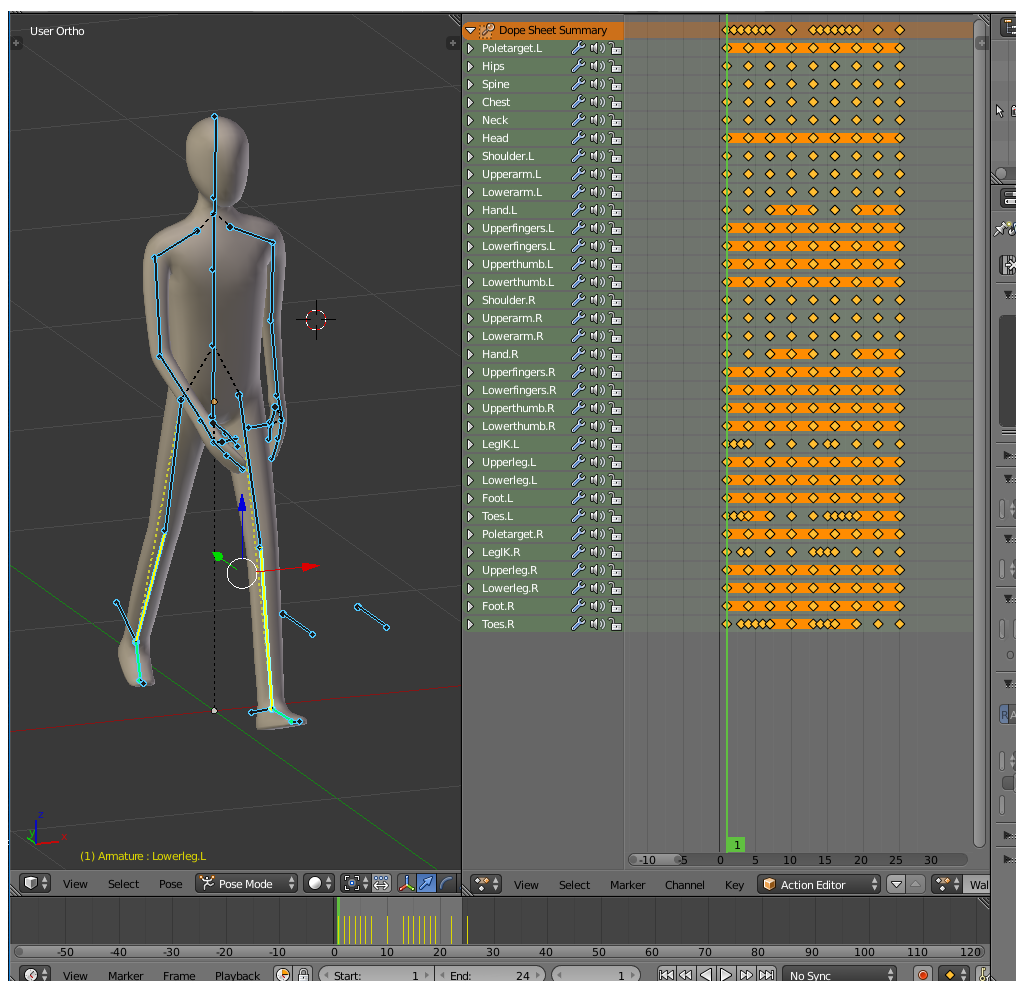 User Ortho
Dope Sheet Summary
Poletarget.L
Hips
Spine
Chest
Neck
Head
Shoulder.L
Upperarm.L
Lowerarm.L
Hand.L
Upperfingers.L
Lowerfingers.L
Upperthumb.L
Lowerthumb.L
Shoulder.R
Upperarm.R
Lowerarm.R
Hand.R
Upperfingers.R
Lowerfingers.R
Upperthumb.R
Lowerthumb.R
LegIK.L
Upperleg.L
Lowerleg.L
Foot.L
Toes.L
Poletarget.R
LegIK.R
Upperleg.R
Lowerleg.R
Foot.R
Toes.R
z
y
x
(1) Armature : Lowerleg.L
1
-10 -5 0 5 10 15 20 25 30
View Select Pose Pose Mode
View Select Marker Channel Key Action Editor Wal
R
-50 -40 -30 -20 -10 0 10 20 30 40 50 60 70 80 90 100 110 120
View Marker Frame Playback Start: 1 End: 24 1 No Sync